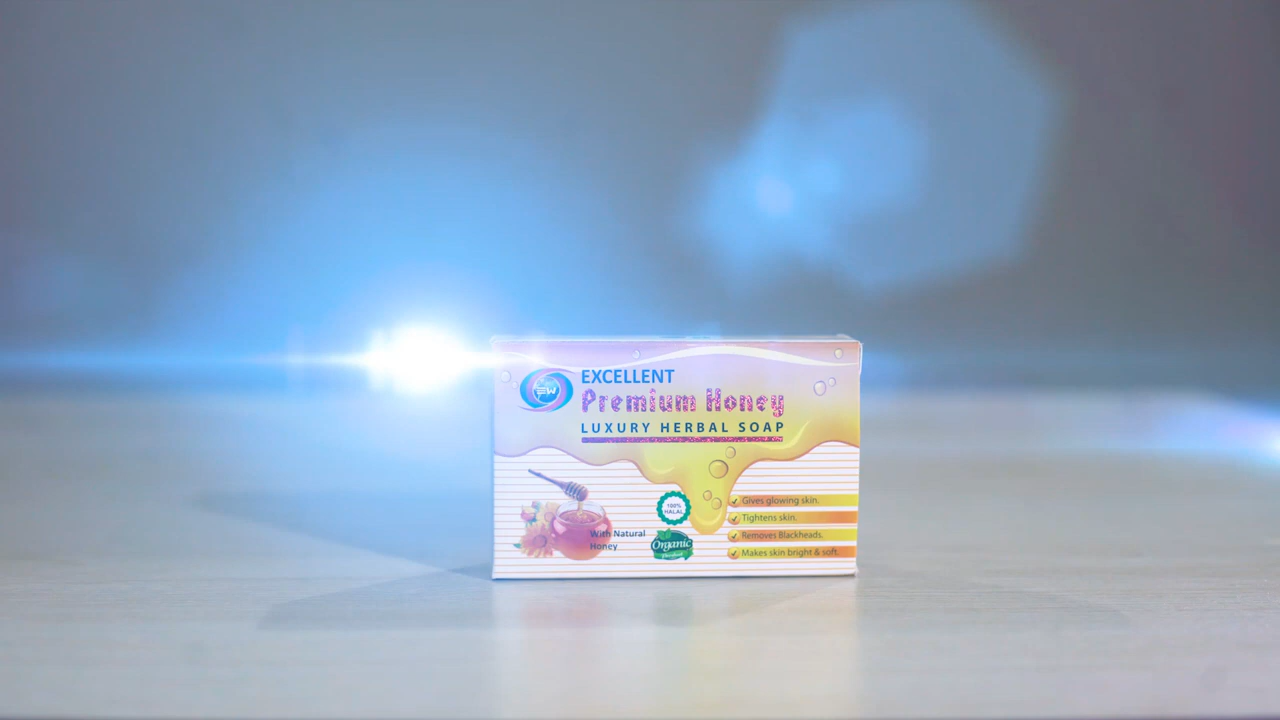 EXCELLENT
Premium Honey
LUXURY HERBAL SOAP
EW
With Natural
Honey
100%
HALAL
Organic
Gives glowing skin.
Tightens skin.
Removes Blackheads.
Makes skin bright & soft.